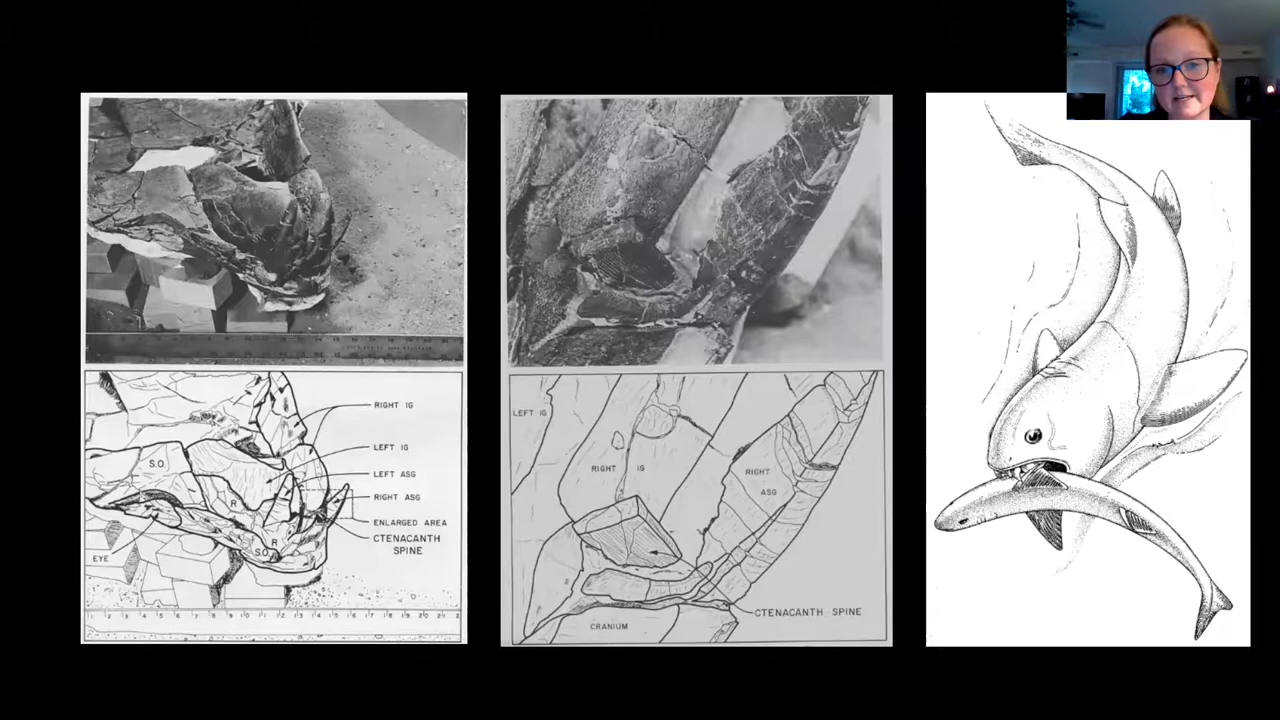 RIGHT IG
LEFT IG
LEFT ASG
RIGHT ASG
ENLARGED AREA
CTENACANTH
SPINE
S.O.
R
R
S.O.
EYE
LEFT IG
RIGHT IG
RIGHT
ASG
CTENACANTH SPINE
CRANIUM